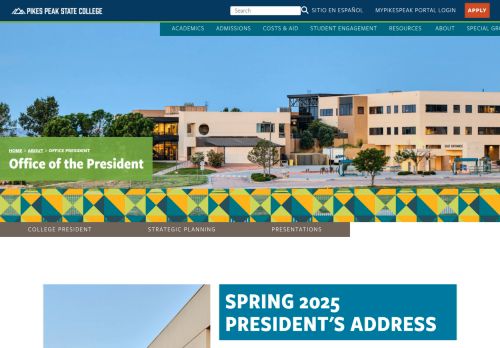 PIKES PEAK STATE COLLEGE
Search
SITIO EN ESPAÑOL
MYPIKESPEAK PORTAL LOGIN
APPLY
ACADEMICS ADMISSIONS COSTS & AID STUDENT ENGAGEMENT RESOURCES ABOUT SPECIAL GR
HOME > ABOUT > OFFICE PRESIDENT
Office of the President
COLLEGE PRESIDENT STRATEGIC PLANNING PRESENTATIONS
SPRING 2025
PRESIDENT'S ADDRESS